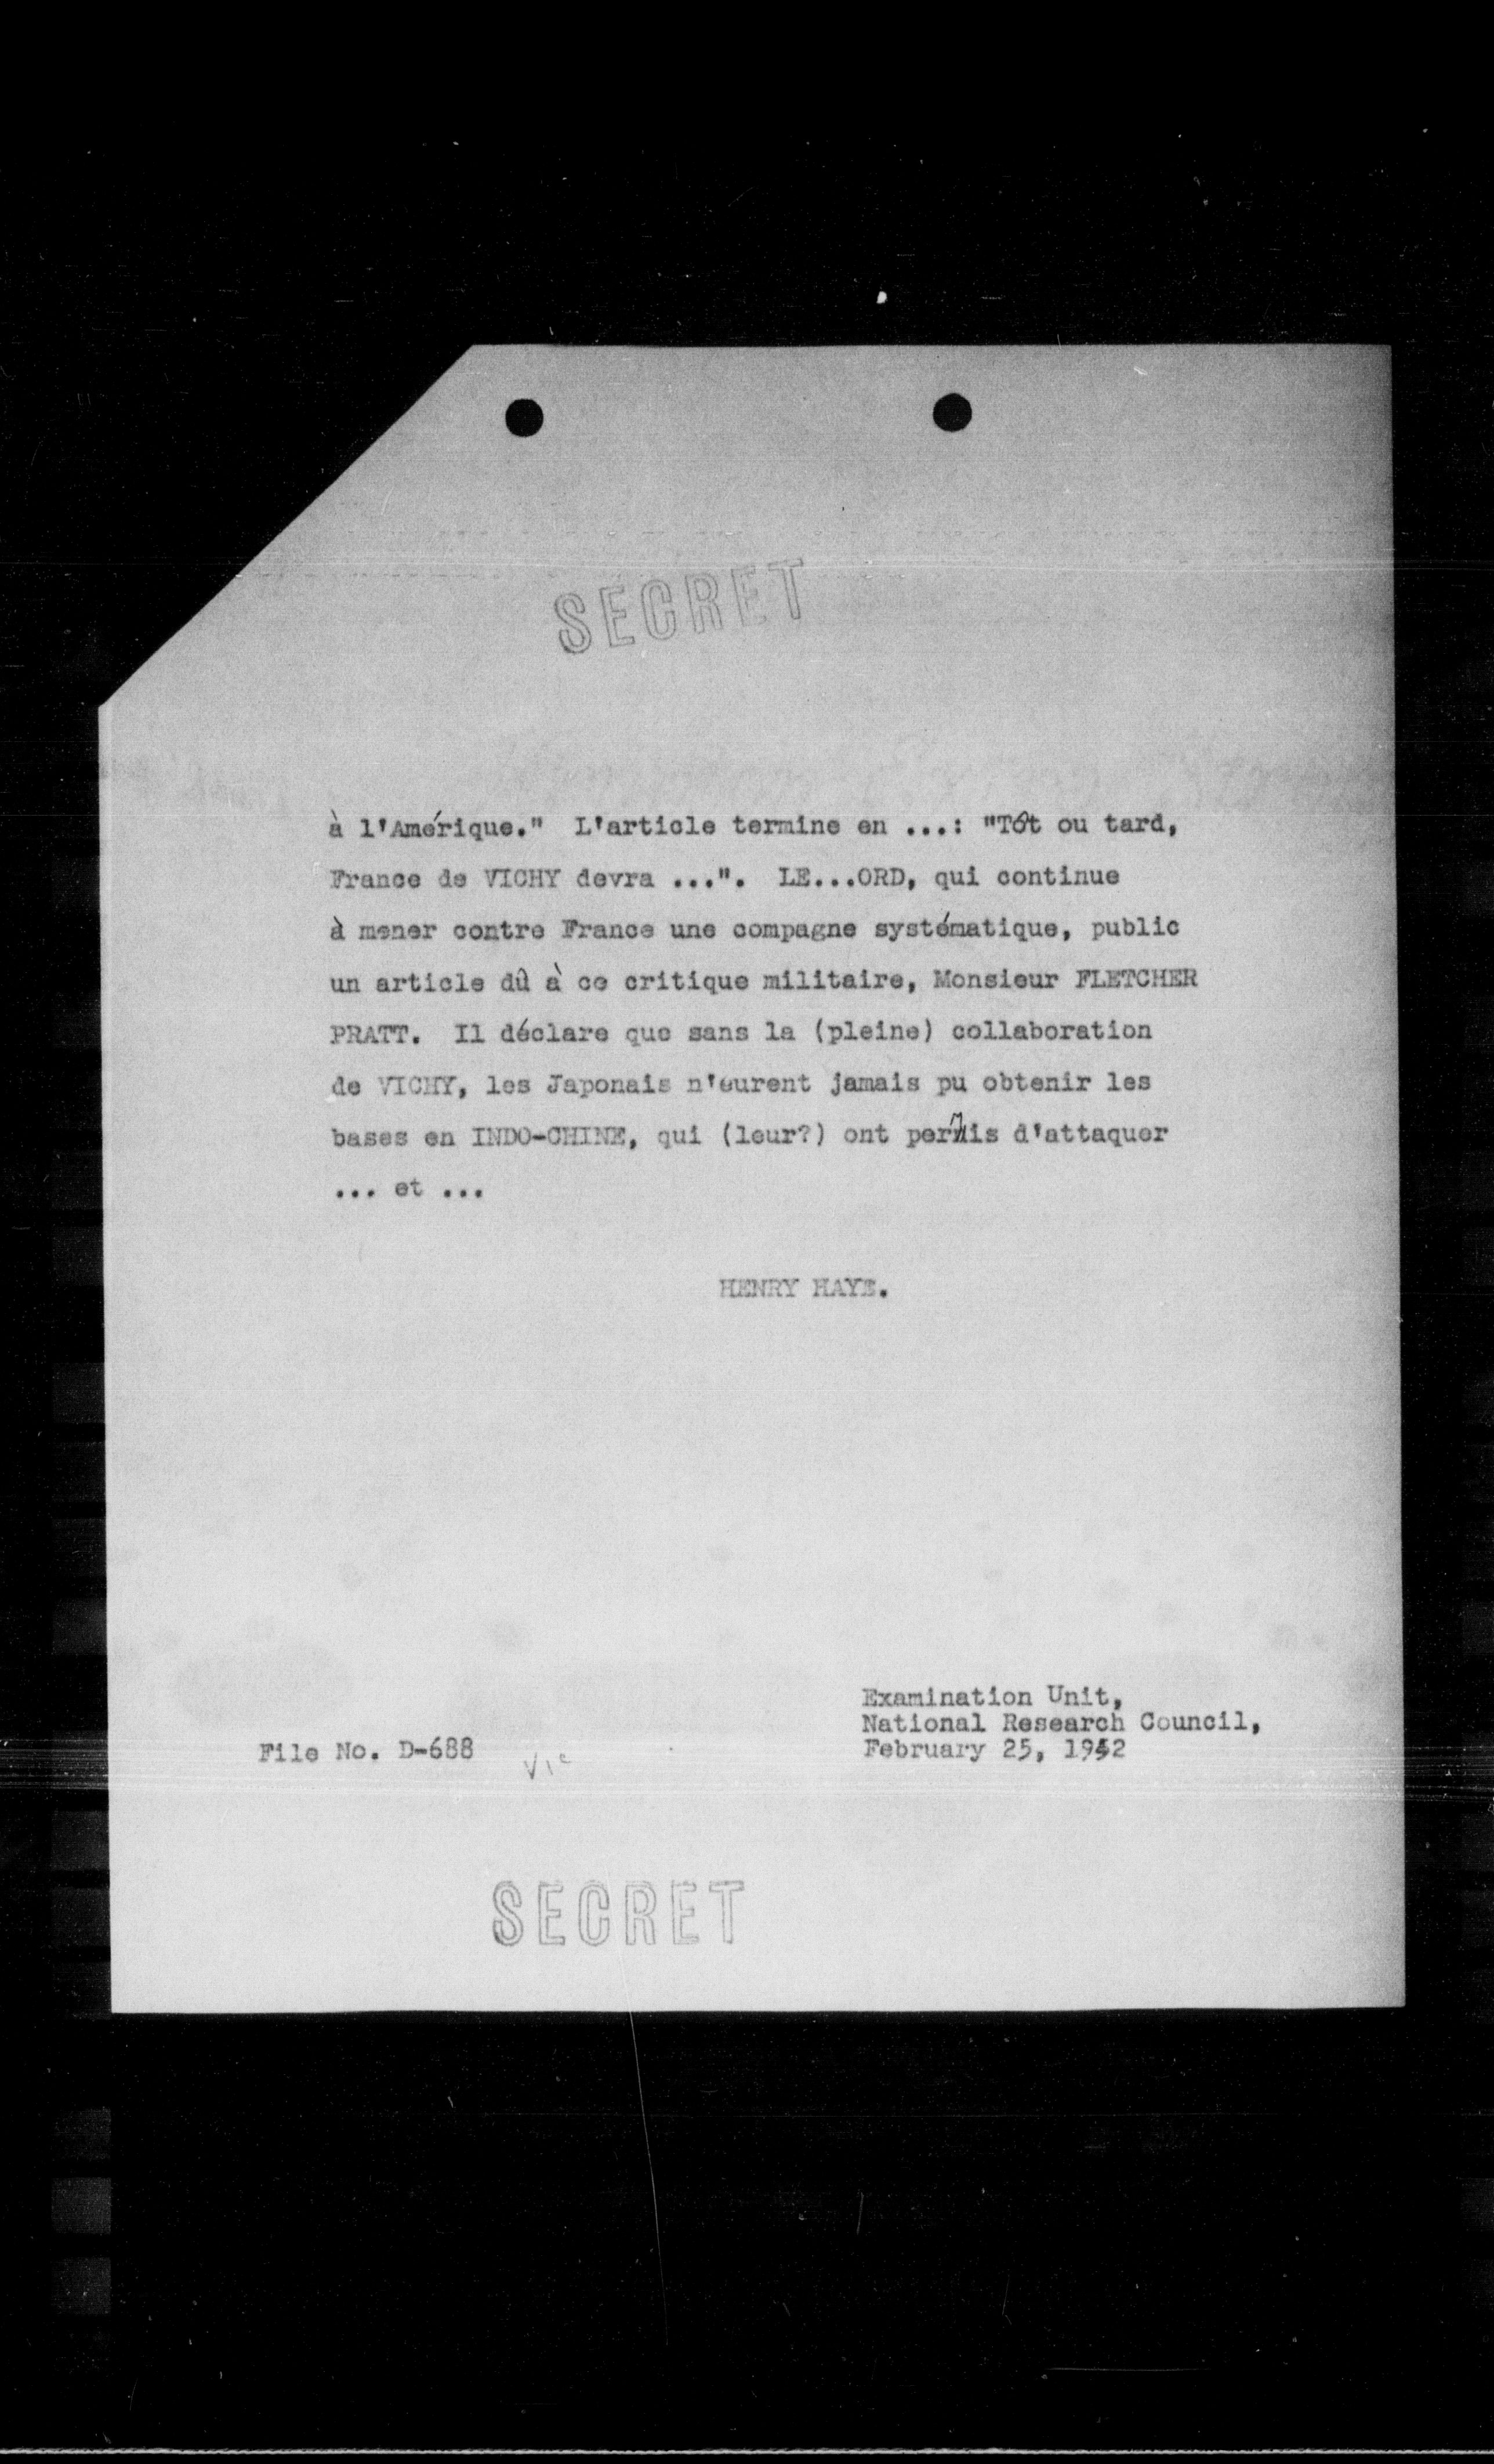 SECRET
à l'Amérique." L'article termine en ...: "Tôt ou tard,
France de VICHY devra ...". LE...ORD, qui continue
à mener contre France une compagne systématique, public
un article dû à ce critique militaire, Monsieur FLETCHER
PRATT. Il déclare que sans la (pleine) collaboration
de VICHY, les Japonais n'eurent jamais pu obtenir les
bases en INDO-CHINE, qui (leur?) ont permis d'attaquer
... et ...
HENRY HAYE.
Examination Unit,
National Research Council,
File No. D-688
February 25, 1942
SECRET